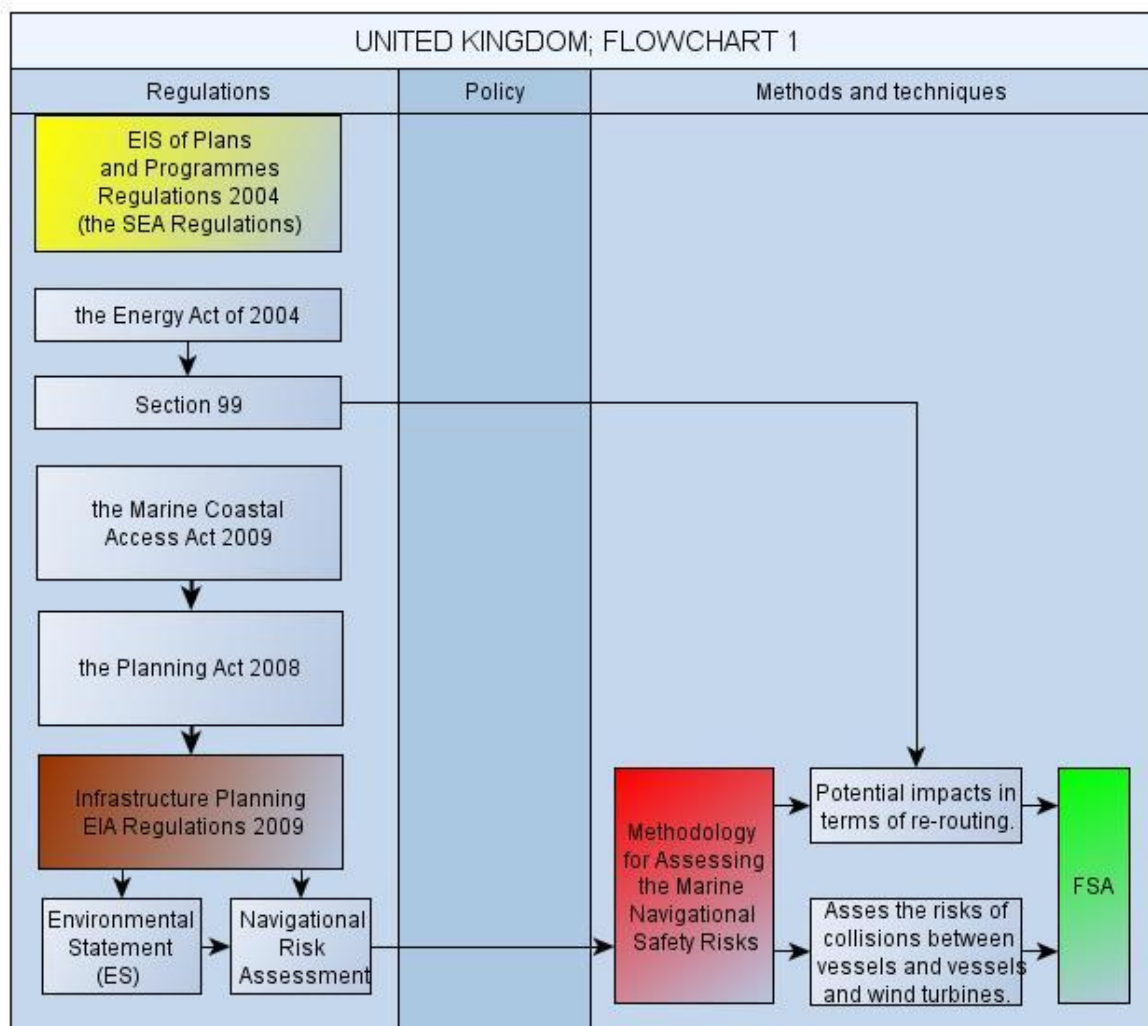 UNITED KINGDOM; FLOWCHART 1
Regulations
Policy
Methods and techniques
EIS of Plans
and Programmes
Regulations 2004
(the SEA Regulations)
the Energy Act of 2004
Section 99
the Marine Coastal
Access Act 2009
the Planning Act 2008
Infrastructure Planning
EIA Regulations 2009
Environmental
Statement
(ES)
Navigational
Risk
Assessment
Methodology
for Assessing
the Marine
Navigational
Safety Risks
Potential impacts in
terms of re-routing.
Asses the risks of
collisions between
vessels and vessels
and wind turbines.
FSA